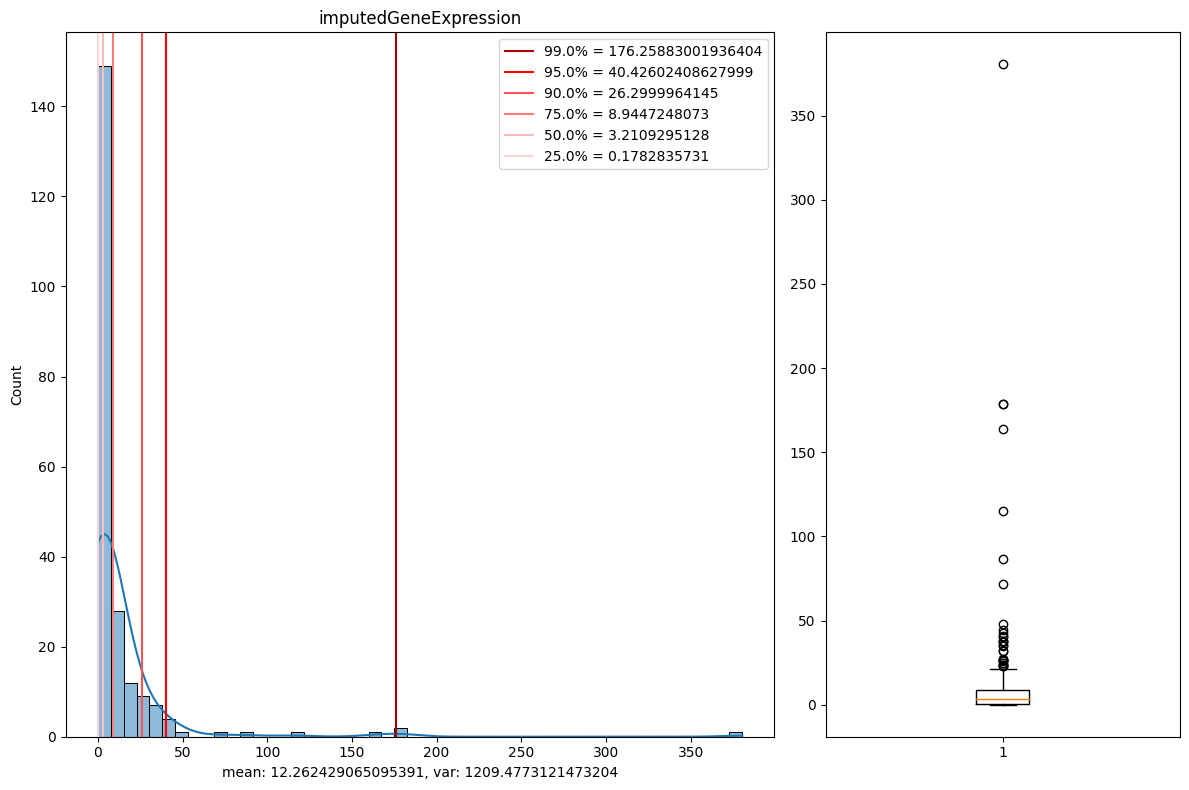 imputedGeneExpression
99.0% = 176.25883001936404
95.0% = 40.42602408627999
90.0% = 26.2999964145
75.0% = 8.9447248073
50.0% = 3.2109295128
25.0% = 0.1782835731
Count
140
120
100
80
60
40
20
0
0 50 100 150 200 250 300 350
mean: 12.262429065095391, var: 1209.4773121473204
350
300
250
200
150
100
50
0
1